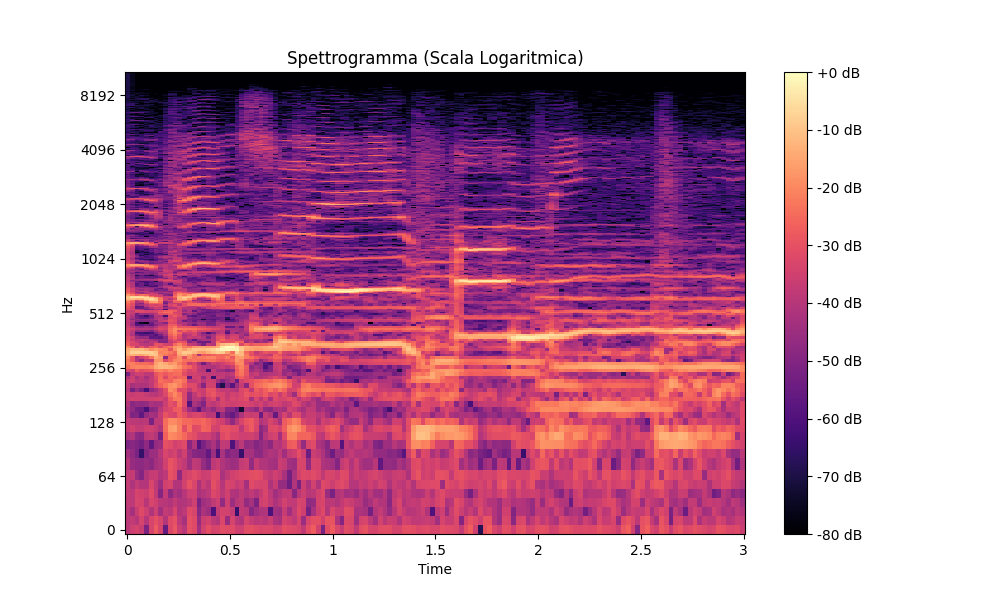 Spettrogramma (Scala Logaritmica)
Hz
8192
4096
2048
1024
512
256
128
64
0
0 0.5 1 1.5 2 2.5 3
Time
+0 dB
-10 dB
-20 dB
-30 dB
-40 dB
-50 dB
-60 dB
-70 dB
-80 dB